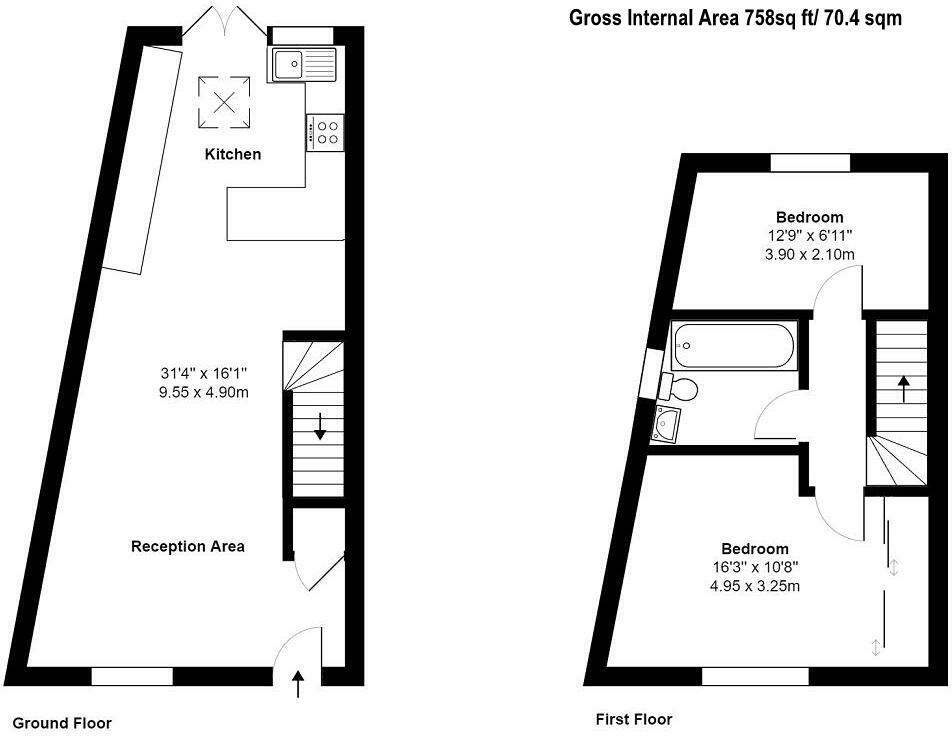 Gross Internal Area 758sq ft/ 70.4 sqm
Kitchen
31'4" x 16'1"
9.55 x 4.90m
Reception Area
Ground Floor
Bedroom
12'9" x 6'11"
3.90 x 2.10m
Bedroom
16'3" x 10'8"
4.95 x 3.25m
First Floor